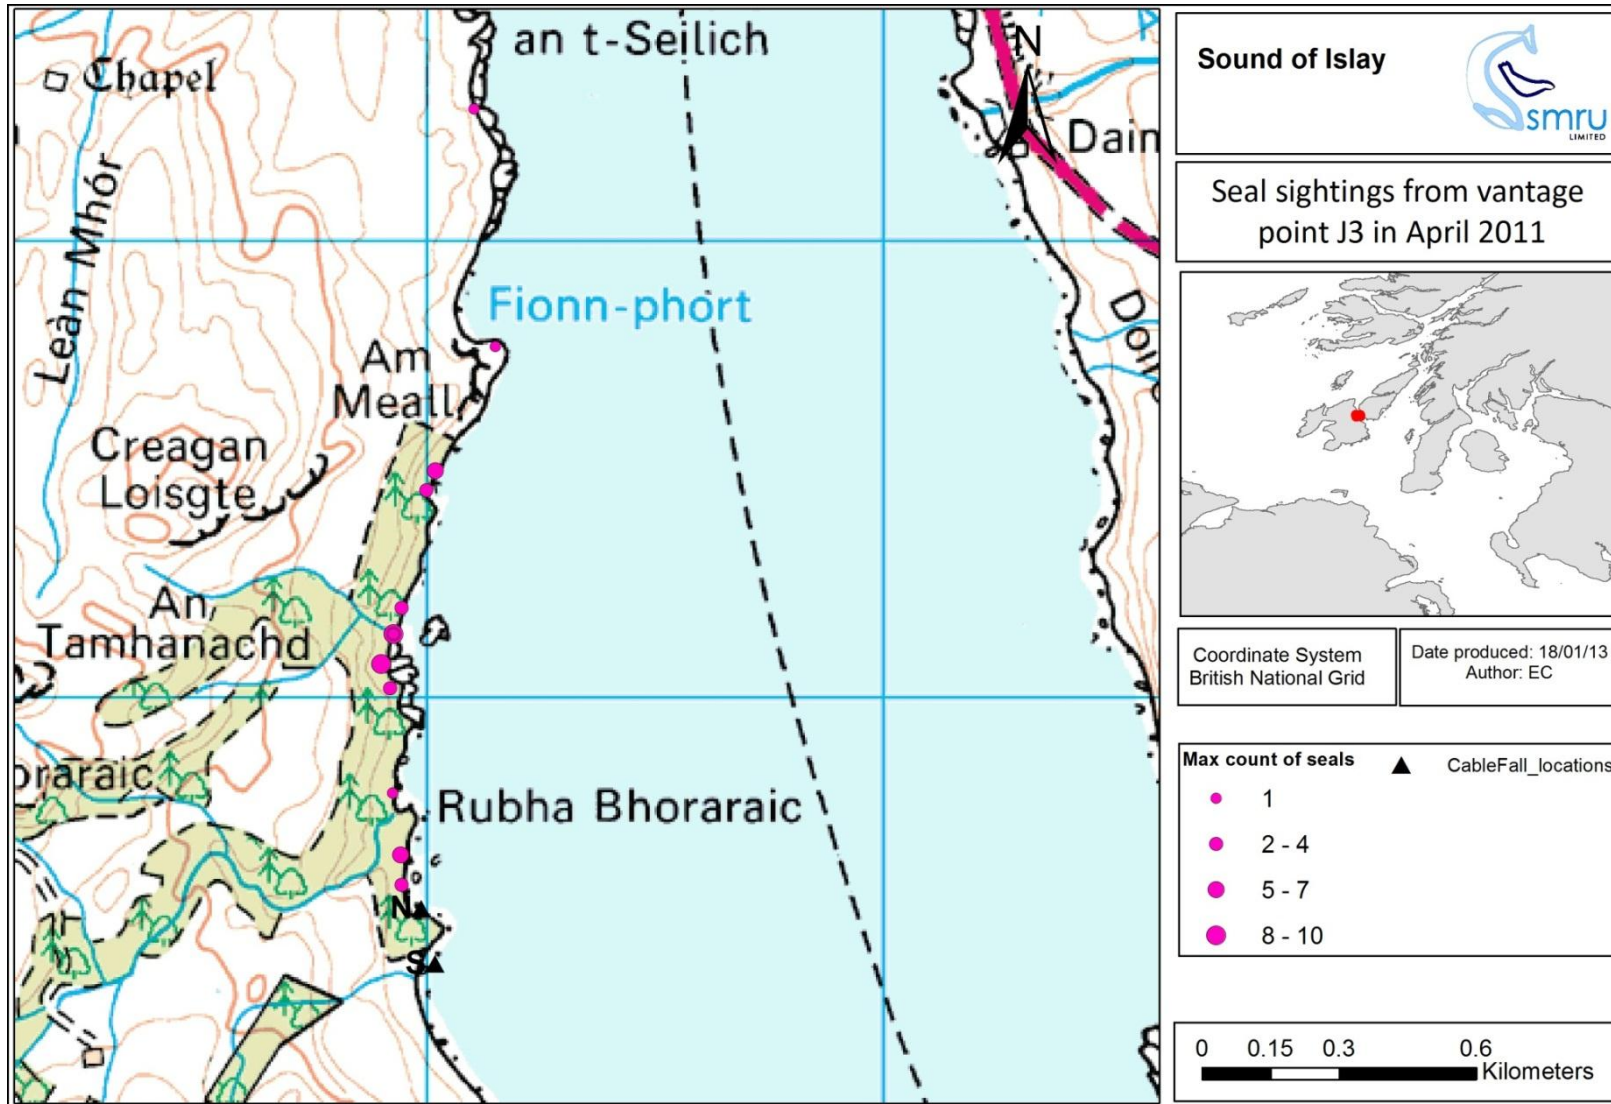 an t-Seilich
Chapel
N
Dain
Leàn Mhór
Fionn-phort
Am
Meall
Creagan
Loisgte
An
Tamhanachd
oraraic
Rubha Bhoraraic
N
S
Sound of Islay
smru
LIMITED
Seal sightings from vantage
point J3 in April 2011
Coordinate System
British National Grid
Date produced: 18/01/13
Author: EC
Max count of seals
CableFall_locations
1
2 - 4
5 - 7
8 - 10
0 0.15 0.3 0.6
Kilometers